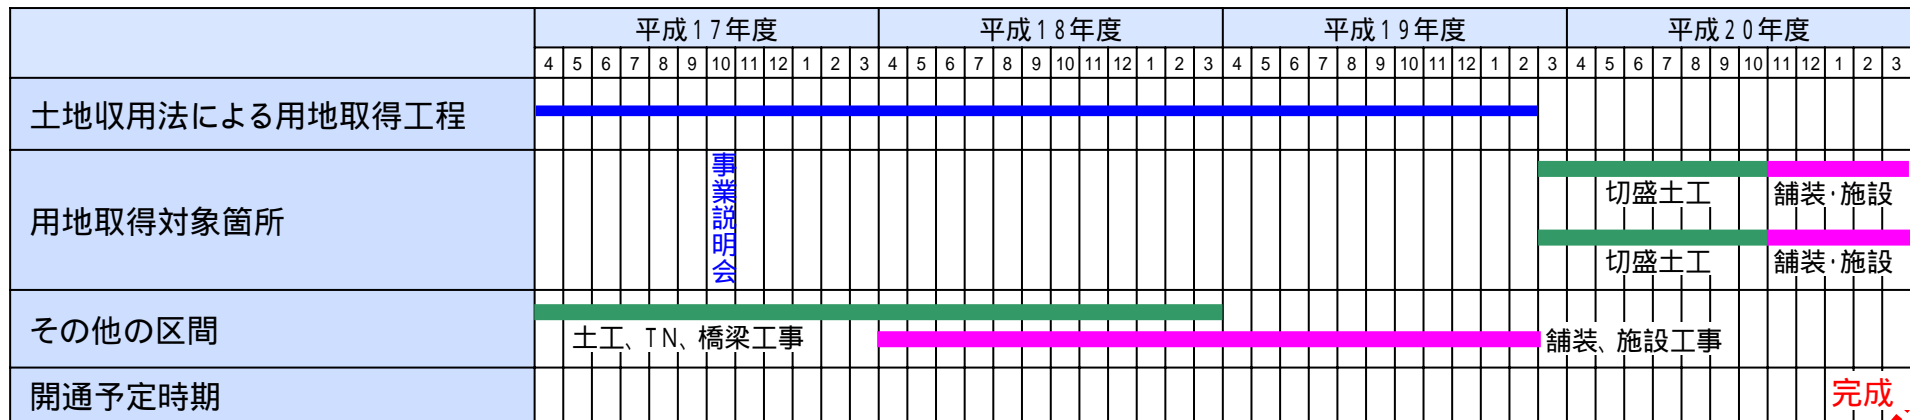 平成17年度 平成18年度 平成19年度 平成20年度
4 5 6 7 8 9 10 11 12 1 2 3 4 5 6 7 8 9 10 11 12 1 2 3 4 5 6 7 8 9 10 11 12 1 2 3 4 5 6 7 8 9 10 11 12 1 2 3
土地収用法による用地取得工程
用地取得対象箇所
事業説明会
切盛土工 舗装・施設
切盛土工 舗装・施設
その他の区間
土工、TN、橋梁工事
舗装、施設工事
開通予定時期
完成